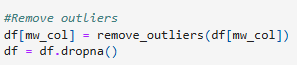 #Remove outliers
df[mw_col] = remove_outliers(df[mw_col])
df = df.dropna()